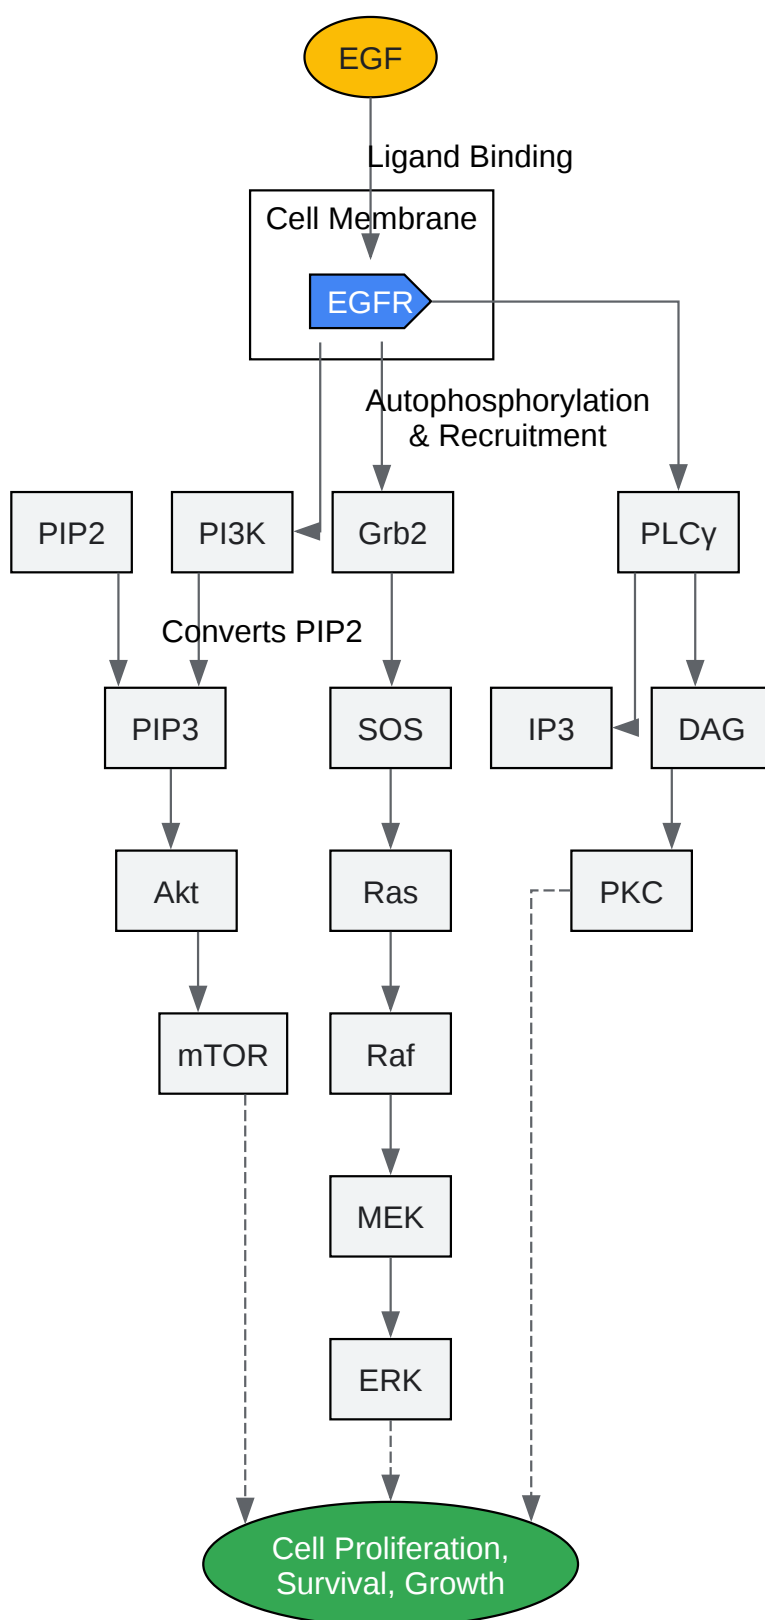 EGF
Ligand Binding
Cell Membrane
EGFR
Autophosphorylation
& Recruitment
PIP2
PI3K
Grb2
PLCγ
Converts PIP2
PIP3
SOS
IP3
DAG
Akt
Ras
PKC
mTOR
Raf
MEK
ERK
Cell Proliferation,
Survival, Growth